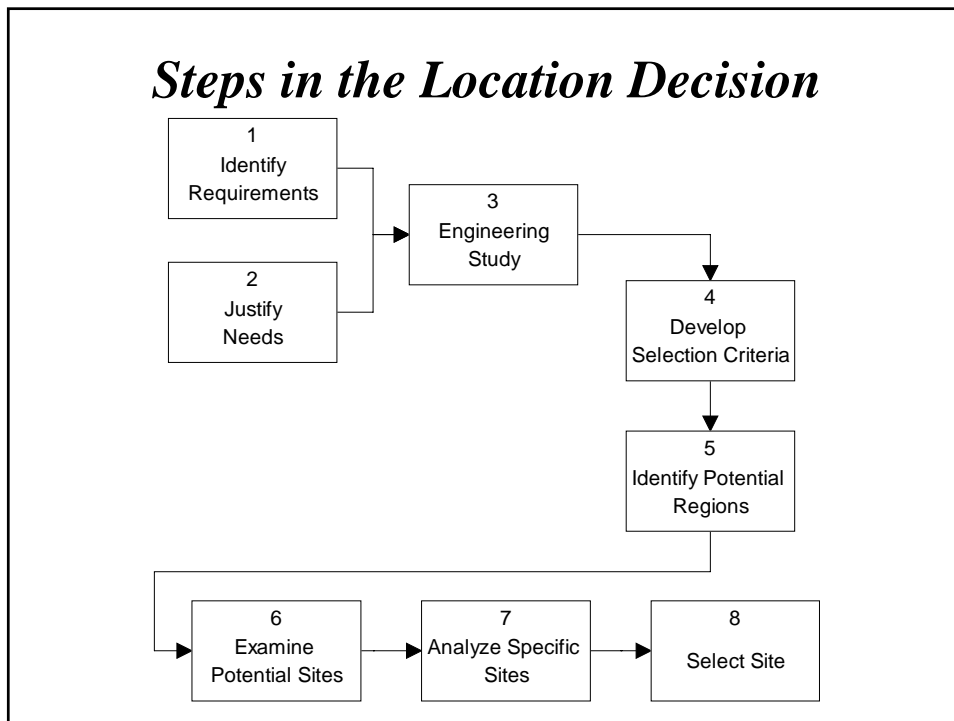 Steps in the Location Decision
1
Identify
Requirements
2
Justify
Needs
3
Engineering
Study
4
Develop
Selection Criteria
5
Identify Potential
Regions
6
Examine
Potential Sites
7
Analyze Specific
Sites
8
Select Site